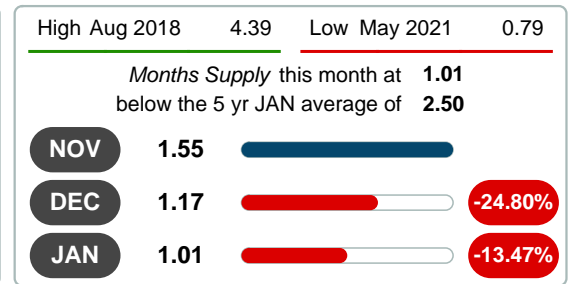 High Aug 2018 4.39 Low May 2021 0.79
Months Supply this month at 1.01
below the 5 yr JAN average of 2.50
NOV 1.55
DEC 1.17 -24.80%
JAN 1.01 -13.47%